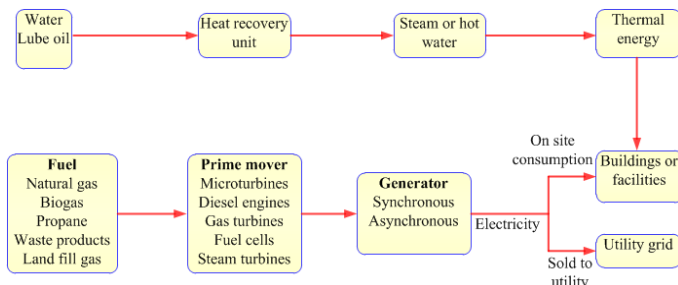 Water
Lube oil
Heat recovery
unit
Steam or hot
water
Thermal
energy
Fuel
Natural gas
Biogas
Propane
Waste products
Land fill gas
Prime mover
Microturbines
Diesel engines
Gas turbines
Fuel cells
Steam turbines
Generator
Synchronous
Asynchronous
Electricity
On site
consumption
Buildings or
facilities
Sold to
utility
Utility grid